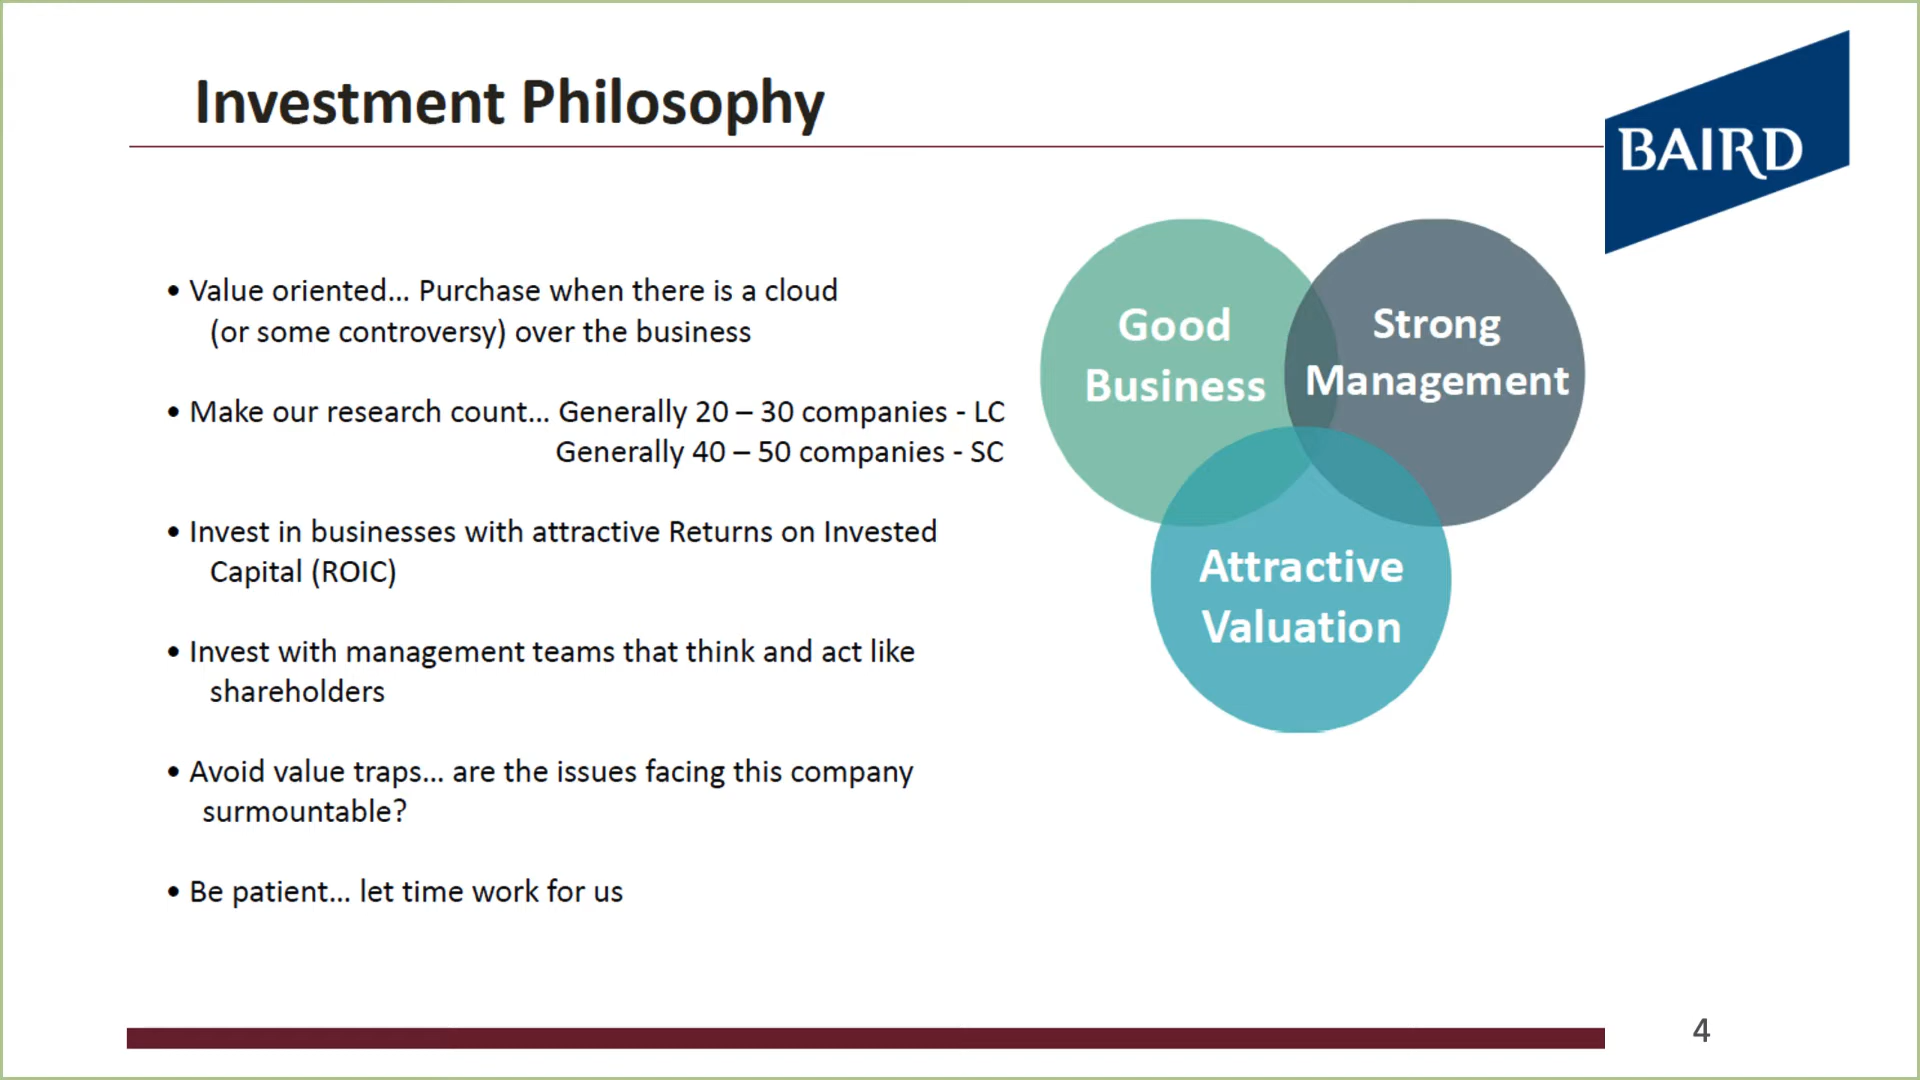 Investment Philosophy
BAIRD
• Value oriented... Purchase when there is a cloud
(or some controversy) over the business
• Make our research count... Generally 20 – 30 companies - LC
Generally 40 – 50 companies - SC
• Invest in businesses with attractive Returns on Invested
Capital (ROIC)
• Invest with management teams that think and act like
shareholders
• Avoid value traps... are the issues facing this company
surmountable?
• Be patient... let time work for us
Good
Business
Strong
Management
Attractive
Valuation
4